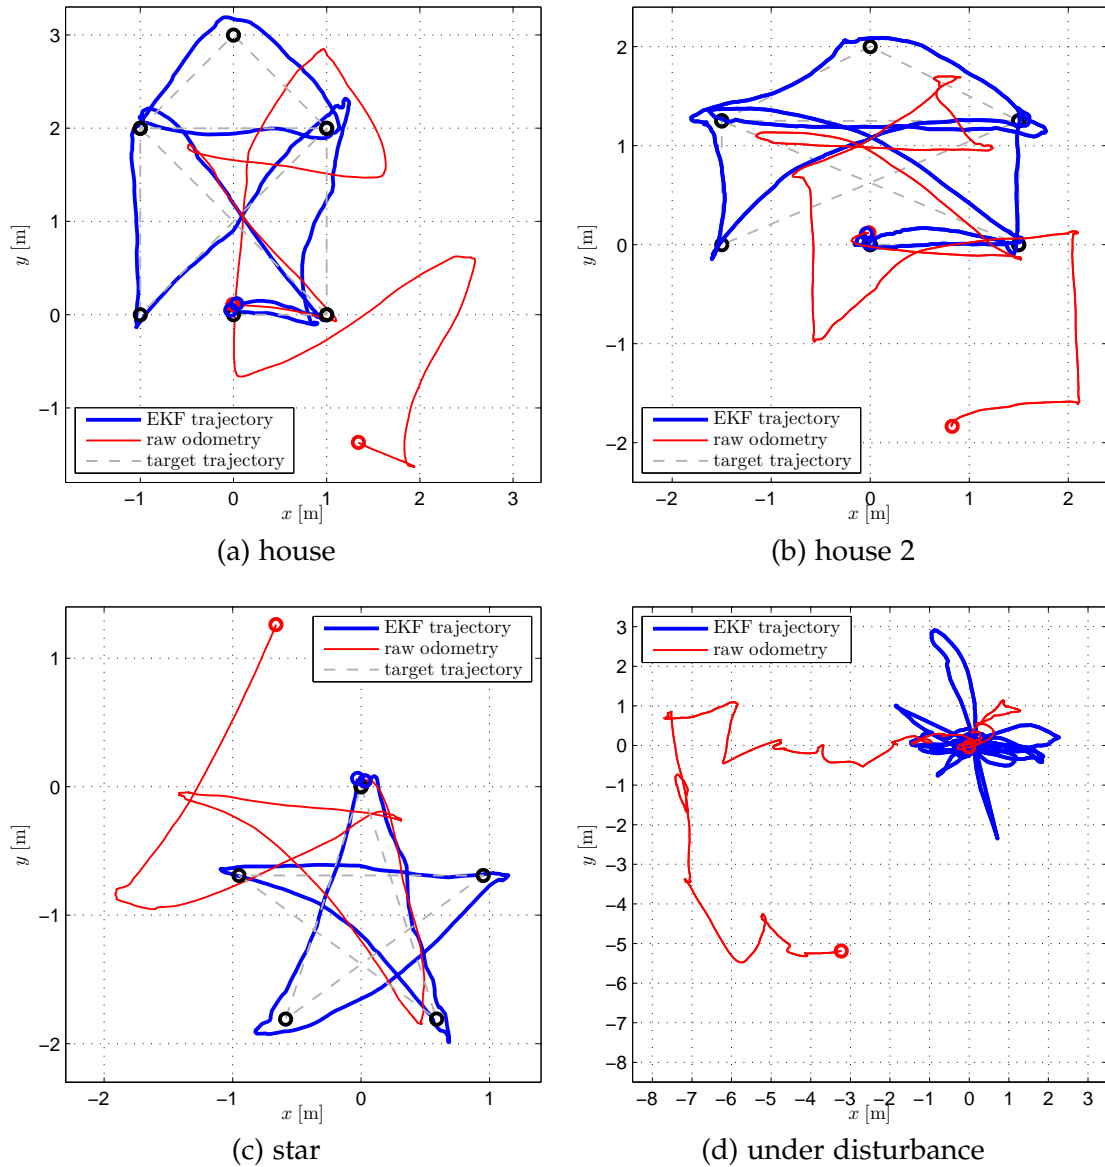 3
2
1
0
−1
y [m]
EKF trajectory
raw odometry
target trajectory
−1 0 1 2 3
x [m]
(a) house
2
1
0
−1
−2
y [m]
EKF trajectory
raw odometry
target trajectory
−2 −1 0 1 2
x [m]
(b) house 2
1
0
−1
−2
y [m]
EKF trajectory
raw odometry
target trajectory
−2 −1 0 1
x [m]
(c) star
3
2
1
0
−1
−2
−3
−4
−5
−6
−7
−8
y [m]
EKF trajectory
raw odometry
−8 −7 −6 −5 −4 −3 −2 −1 0 1 2 3
x [m]
(d) under disturbance